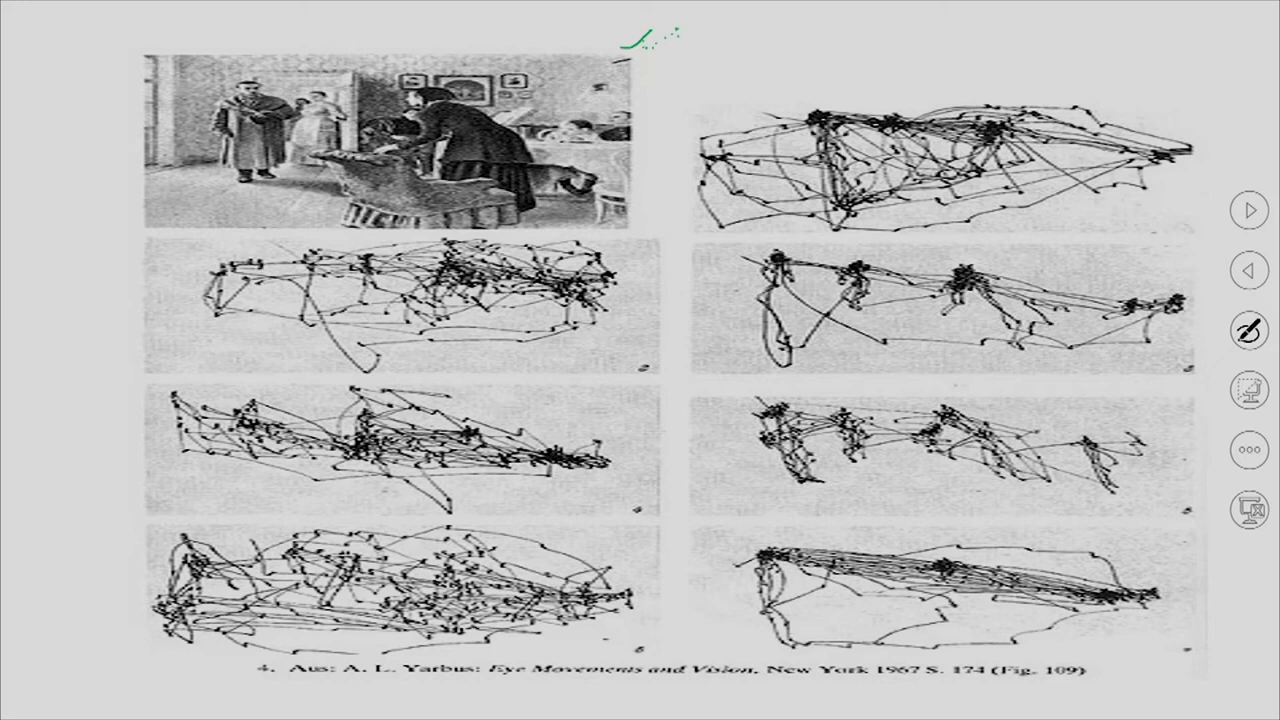 4. Aus: A. L. Yarbus: Eye Movements and Vision, New York 1967 S. 174 (Fig. 109)